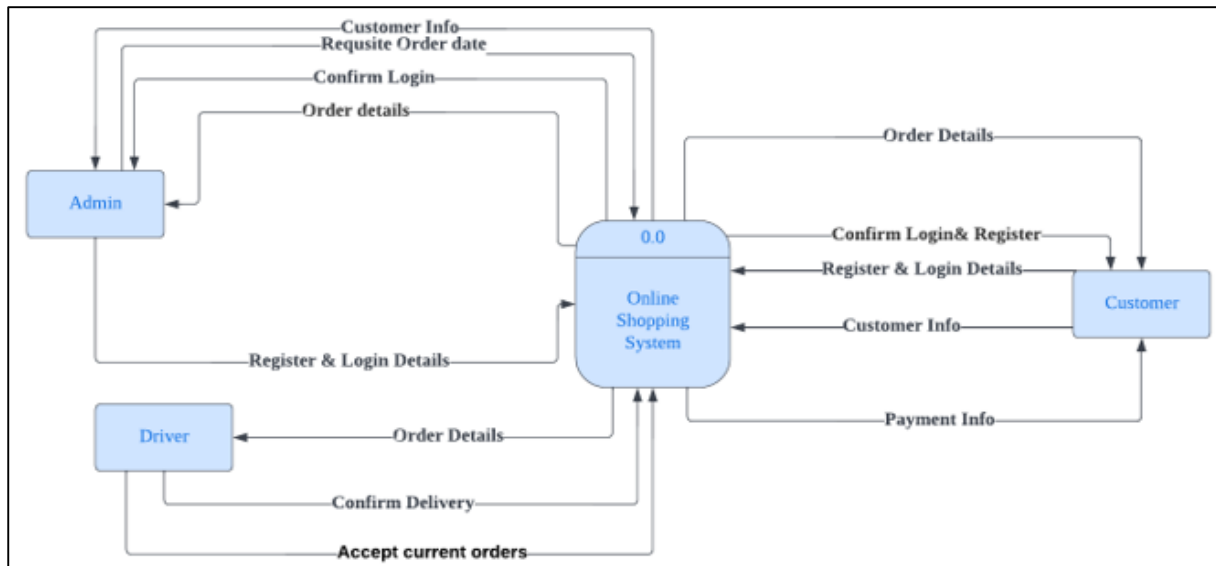 Customer Info
Requsite Order date
Confirm Login
Order details
Order Details
Admin
0.0
Confirm Login& Register
Register & Login Details
Online
Shopping
System
Customer
Customer Info
Register & Login Details
Payment Info
Driver
Order Details
Confirm Delivery
Accept current orders